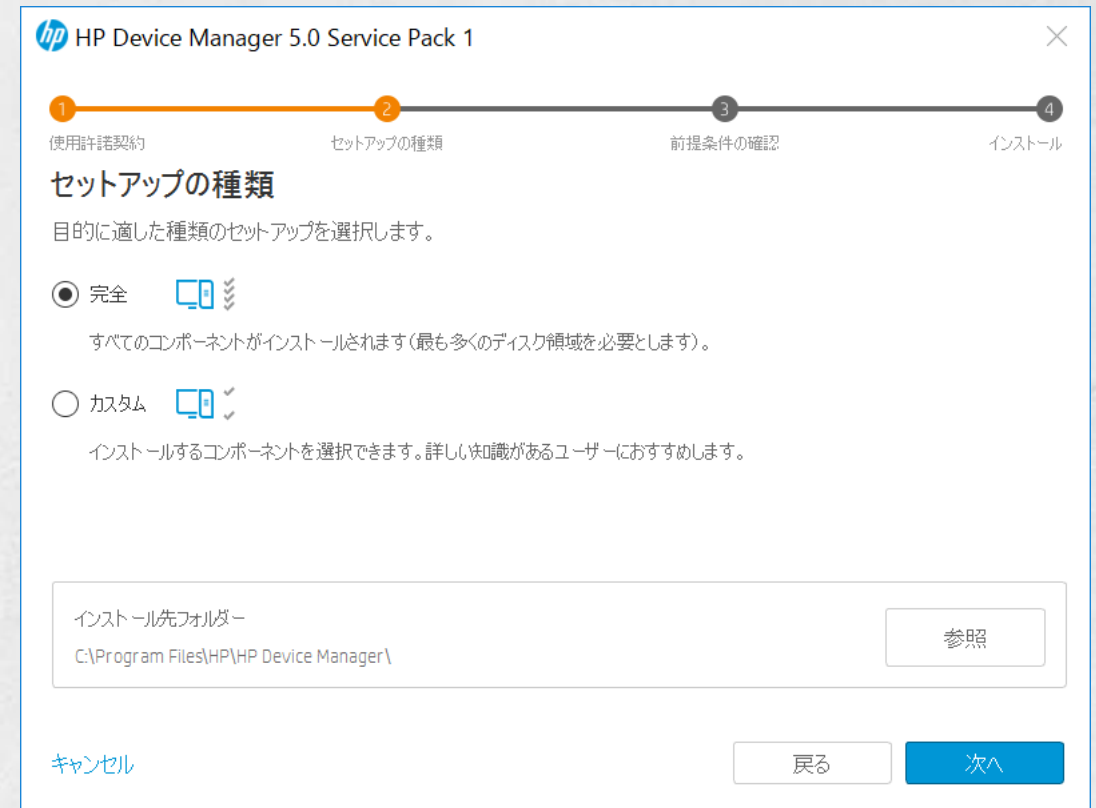 hp HP Device Manager 5.0 Service Pack 1
1 2 3 4
使用許諾契約 セットアップの種類 前提条件の確認 インストール
セットアップの種類
目的に適した種類のセットアップを選択します。
完全
すべてのコンポーネントがインストールされます(最も多くのディスク領域を必要とします)。
カスタム
インストールするコンポーネントを選択できます。詳しい知識があるユーザーにおすすめします。
インストール先フォルダー
C:\Program Files\HP\HP Device Manager\
参照
キャンセル 戻る 次へ